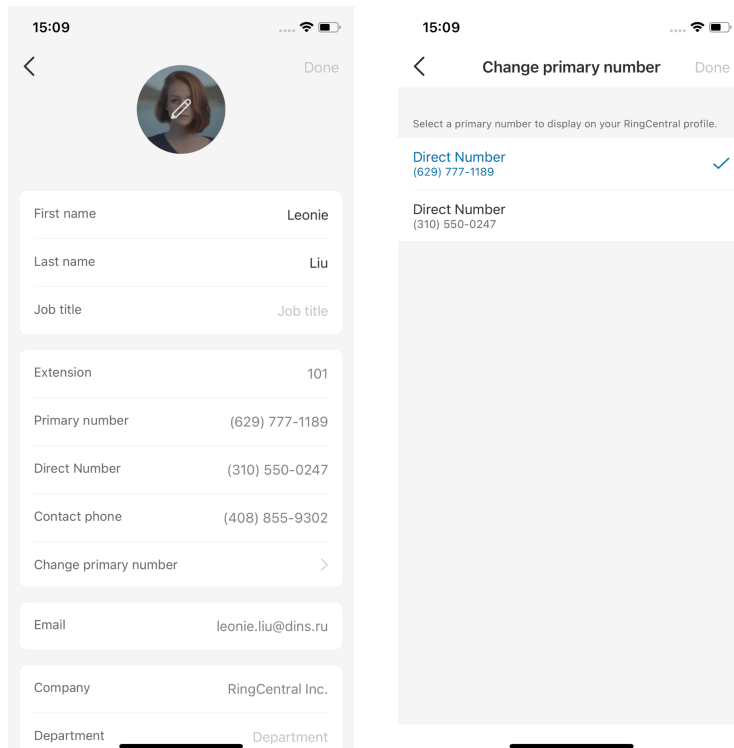 15:09
Done
First name Leonie
Last name Liu
Job title Job title
Extension 101
Primary number (629) 777-1189
Direct Number (310) 550-0247
Contact phone (408) 855-9302
Change primary number
Email leonie.liu@dins.ru
Company RingCentral Inc.
Department Department
15:09
Change primary number Done
Select a primary number to display on your RingCentral profile.
Direct Number
(629) 777-1189
Direct Number
(310) 550-0247